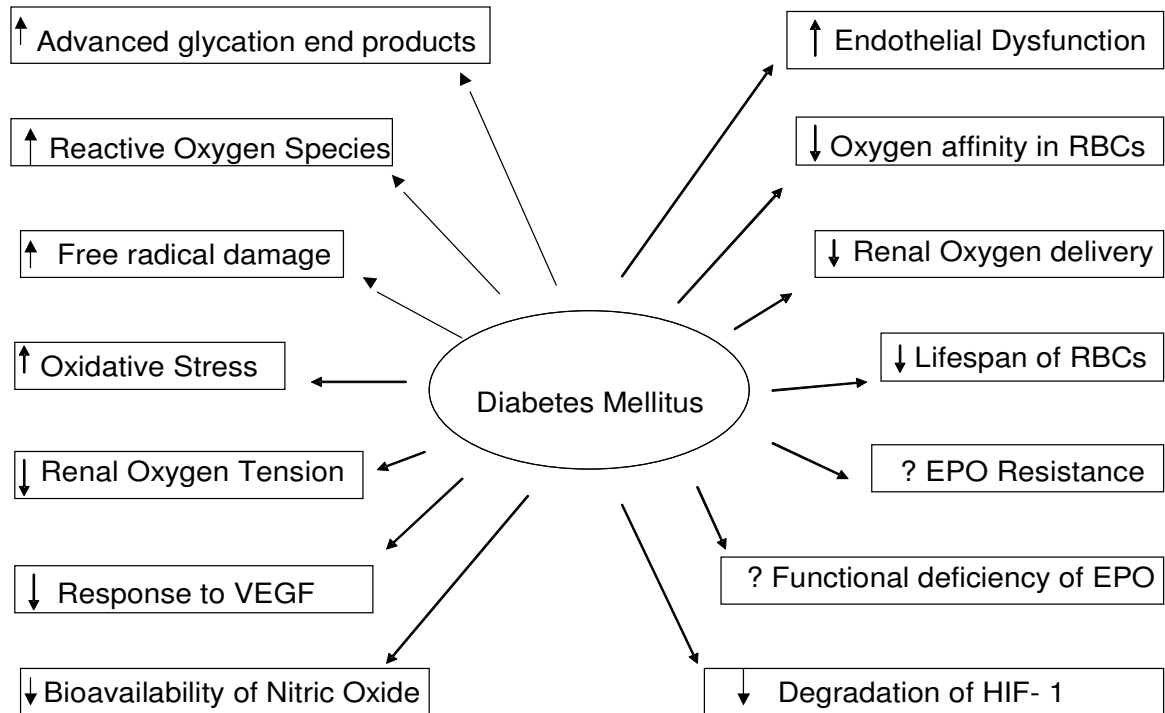 ↑ Advanced glycation end products
↑ Reactive Oxygen Species
↑ Free radical damage
↑ Oxidative Stress
↓ Renal Oxygen Tension
↓ Response to VEGF
↓ Bioavailability of Nitric Oxide
Diabetes Mellitus
↑ Endothelial Dysfunction
↓ Oxygen affinity in RBCs
↓ Renal Oxygen delivery
↓ Lifespan of RBCs
? EPO Resistance
? Functional deficiency of EPO
↓ Degradation of HIF- 1